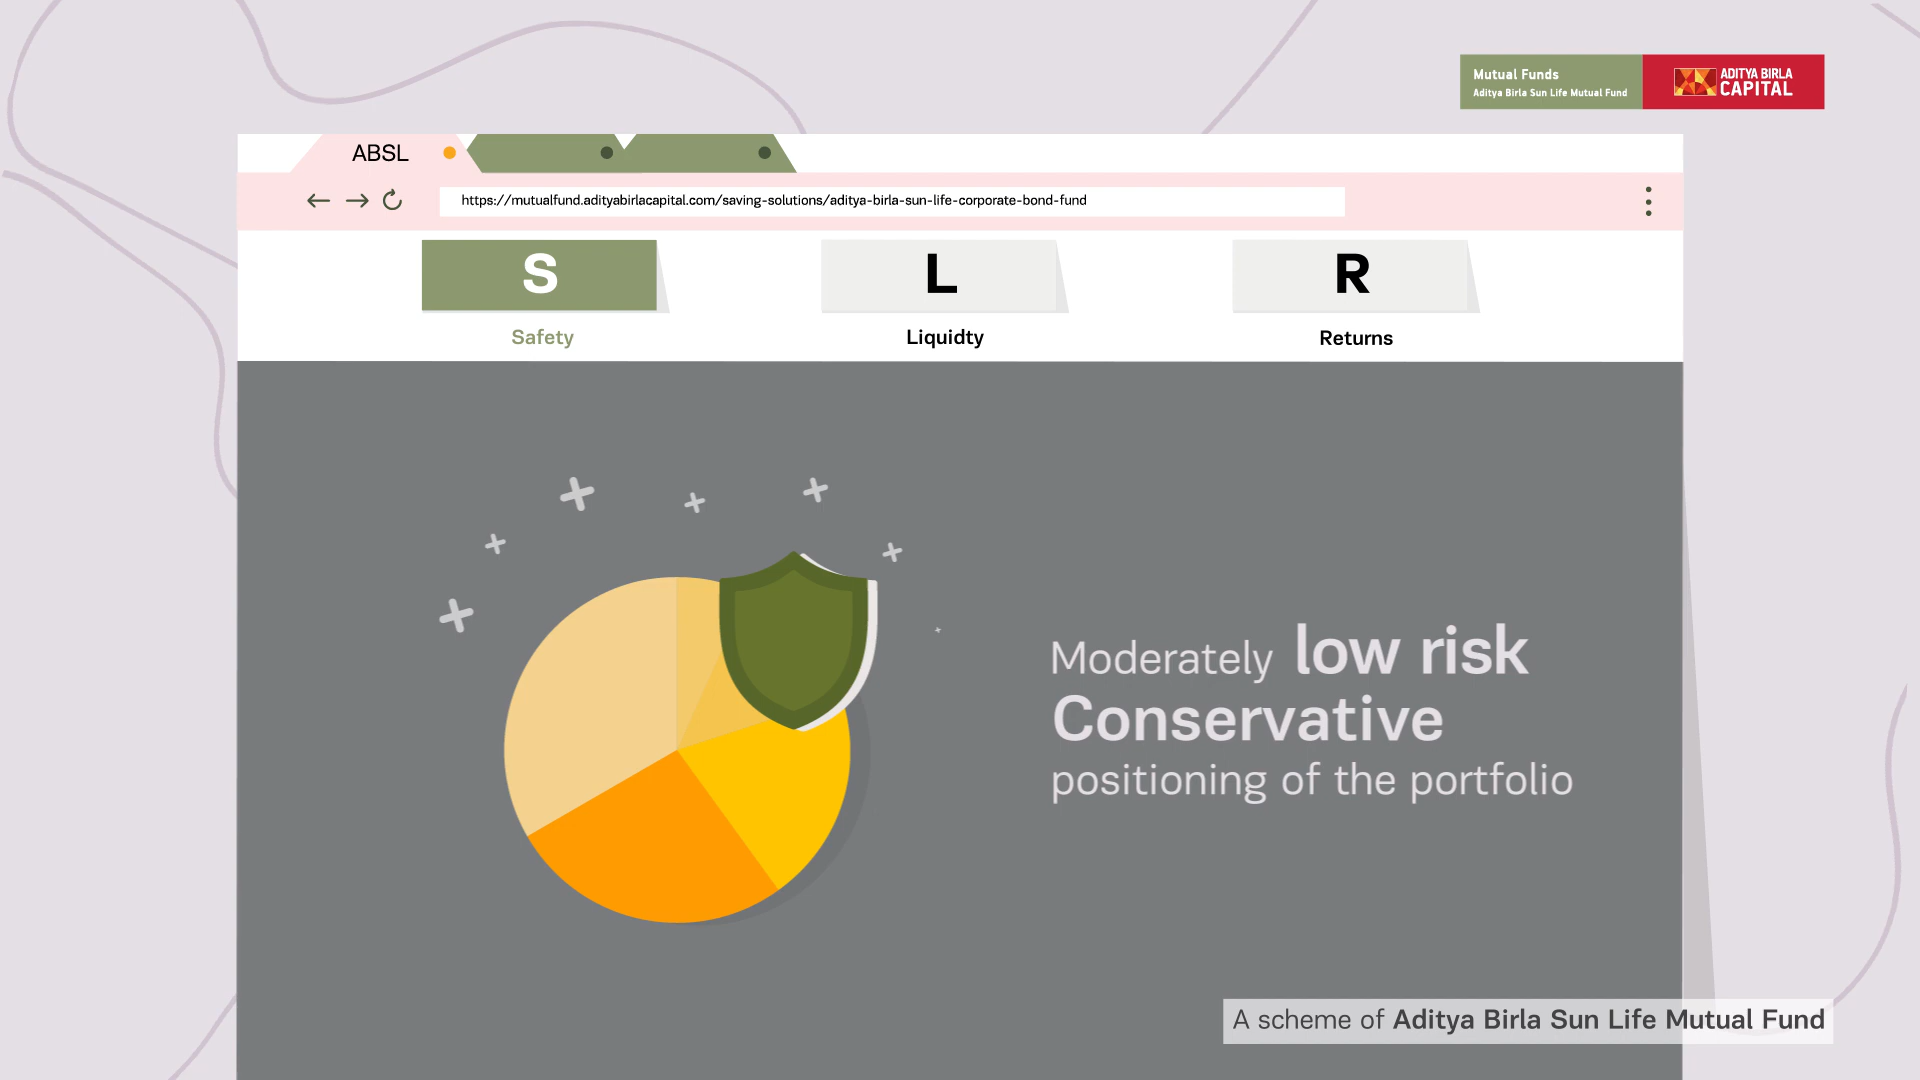 Mutual Funds
Aditya Birla Sun Life Mutual Fund
ADITYA BIRLA
CAPITAL
ABSL
https://mutualfund.adityabirlacapital.com/saving-solutions/aditya-birla-sun-life-corporate-bond-fund
S
L
R
Safety
Liquidty
Returns
Moderately low risk
Conservative
positioning of the portfolio
A scheme of Aditya Birla Sun Life Mutual Fund